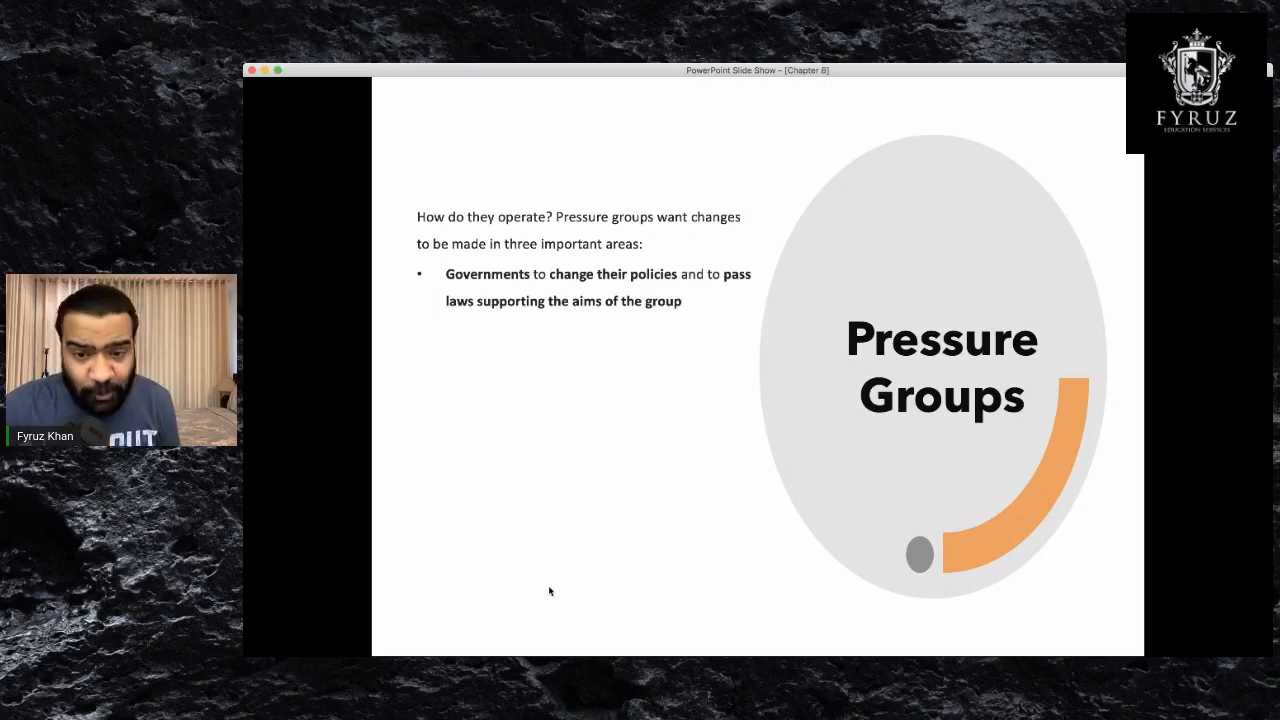 PowerPoint Slide Show – [Chapter 8]
FYRUZ
EDUCATION SERVICES
How do they operate? Pressure groups want changes
to be made in three important areas:
• Governments to change their policies and to pass
laws supporting the aims of the group
Pressure
Groups
OUT
Fyruz Khan